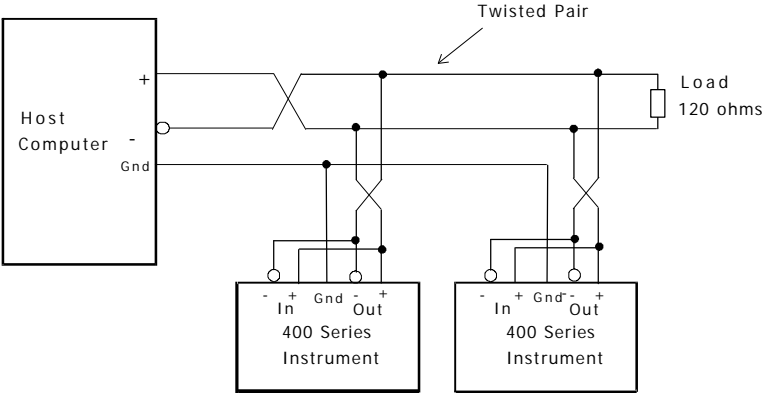 Twisted Pair
+
Load
120 ohms
Host
Computer
-
Gnd
- + Gnd - +
In Out
400 Series
Instrument
- + Gnd - - +
In Out
400 Series
Instrument